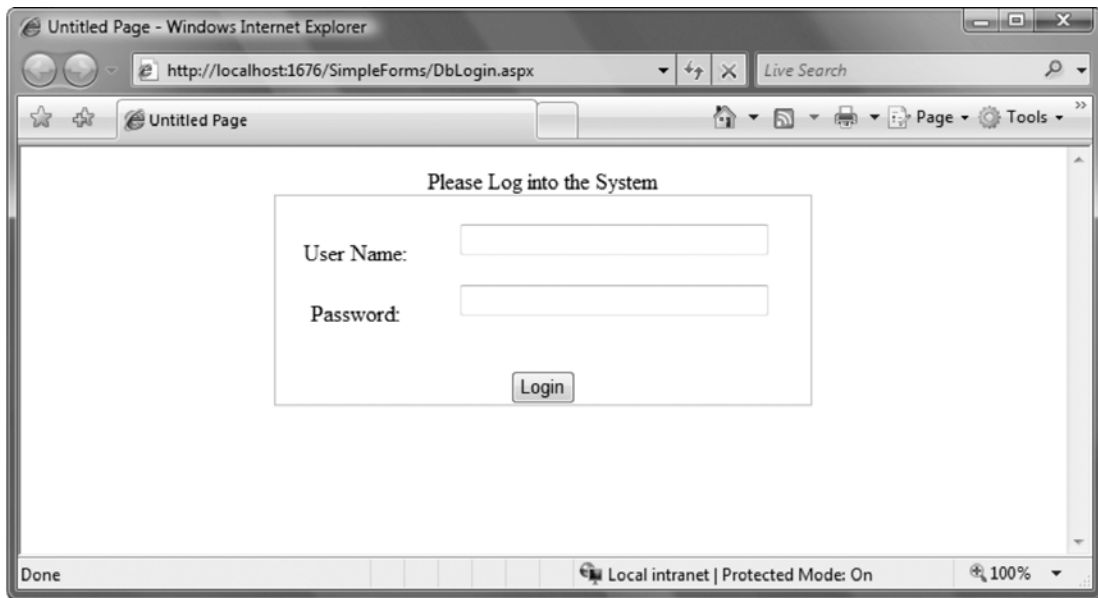 Untitled Page - Windows Internet Explorer
http://localhost:1676/SimpleForms/DbLogin.aspx
Live Search
Untitled Page
Page
Tools
Please Log into the System
User Name:
Password:
Login
Done
Local intranet | Protected Mode: On
100%